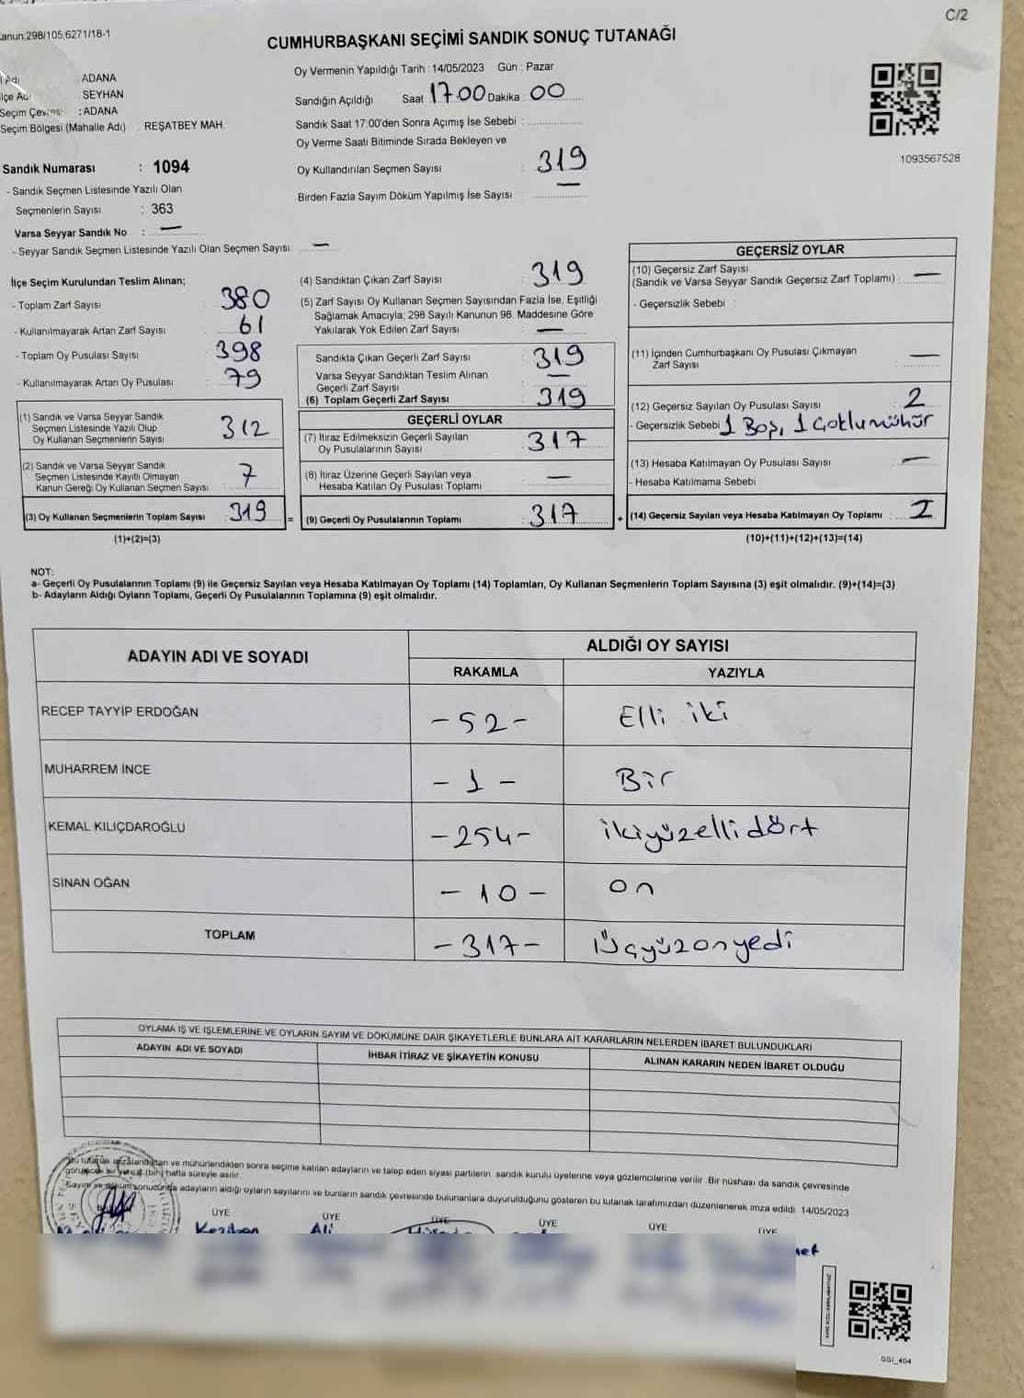 C/2
Kanun:298/105,6271/18-1
CUMHURBAŞKANI SEÇİMİ SANDIK SONUÇ TUTANAĞI
İl Adı : ADANA
İlçe Adı : SEYHAN
Seçim Çevresi : ADANA
Seçim Bölgesi (Mahalle Adı) REŞATBEY MAH.
Sandık Numarası : 1094
- Sandık Seçmen Listesinde Yazılı Olan
Seçmenlerin Sayısı : 363
Varsa Seyyar Sandık No : —
- Seyyar Sandık Seçmen Listesinde Yazılı Olan Seçmen Sayısı —
Oy Vermenin Yapıldığı Tarih : 14/05/2023 Gün : Pazar
Sandığın Açıldığı Saat 17.00 Dakika 00
Sandık Saat 17:00'den Sonra Açımış İse Sebebi :
Oy Verme Saati Bitiminde Sırada Bekleyen ve
Oy Kullandırılan Seçmen Sayısı : 319
Birden Fazla Sayım Döküm Yapılmış İse Sayısı : —
1093567528
İlçe Seçim Kurulundan Teslim Alınan;
- Toplam Zarf Sayısı : 380
- Kullanılmayarak Artan Zarf Sayısı : 61
- Toplam Oy Pusulası Sayısı : 398
- Kullanılmayarak Artan Oy Pusulası : 79
(1) Sandık ve Varsa Seyyar Sandık
Seçmen Listesinde Yazılı Olup
Oy Kullanan Seçmenlerin Sayısı : 312
(2) Sandık ve Varsa Seyyar Sandık
Seçmen Listesinde Kayıtlı Olmayan
Kanun Gereği Oy Kullanan Seçmen Sayısı : 7
(3) Oy Kullanan Seçmenlerin Toplam Sayısı : 319 =
(1)+(2)=(3)
(4) Sandıktan Çıkan Zarf Sayısı : 319
(5) Zarf Sayısı Oy Kullanan Seçmen Sayısından Fazla İse, Eşitliği
Sağlamak Amacıyla, 298 Sayılı Kanunun 98. Maddesine Göre
Yakılarak Yok Edilen Zarf Sayısı : —
Sandıkta Çıkan Geçerli Zarf Sayısı : 319
Varsa Seyyar Sandıktan Teslim Alınan
Geçerli Zarf Sayısı : —
(6) Toplam Geçerli Zarf Sayısı : 319
GEÇERLİ OYLAR
(7) İtiraz Edilmeksizin Geçerli Sayılan
Oy Pusulalarının Sayısı : 317
(8) İtiraz Üzerine Geçerli Sayılan veya
Hesaba Katılan Oy Pusulası Toplamı : —
(9) Geçerli Oy Pusulalarının Toplamı : 317 +
GEÇERSİZ OYLAR
(10) Geçersiz Zarf Sayısı
(Sandık ve Varsa Seyyar Sandık Geçersiz Zarf Toplamı) : —
- Geçersizlik Sebebi :
(11) İçinden Cumhurbaşkanı Oy Pusulası Çıkmayan
Zarf Sayısı : —
(12) Geçersiz Sayılan Oy Pusulası Sayısı : 2
- Geçersizlik Sebebi 1 Boş, 1 Çoklu mühür
(13) Hesaba Katılmayan Oy Pusulası Sayısı : —
- Hesaba Katılmama Sebebi
(14) Geçersiz Sayılan veya Hesaba Katılmayan Oy Toplamı : 2
(10)+(11)+(12)+(13)=(14)
NOT:
a- Geçerli Oy Pusulalarının Toplamı (9) ile Geçersiz Sayılan veya Hesaba Katılmayan Oy Toplamı (14) Toplamları, Oy Kullanan Seçmenlerin Toplam Sayısına (3) eşit olmalıdır. (9)+(14)=(3)
b- Adayların Aldığı Oyların Toplamı, Geçerli Oy Pusulalarının Toplamına (9) eşit olmalıdır.
ADAYIN ADI VE SOYADI
ALDIĞI OY SAYISI
RAKAMLA YAZIYLA
RECEP TAYYİP ERDOĞAN -52- Elli iki
MUHARREM İNCE -1- Bir
KEMAL KILIÇDAROĞLU -254- ikiyüzellidört
SİNAN OĞAN -10- on
TOPLAM -317- Üçyüzonyedi
OYLAMA İŞ VE İŞLEMLERİNE VE OYLARIN SAYIM VE DÖKÜMÜNE DAİR ŞİKAYETLERLE BUNLARA AİT KARARLARIN NELERDEN İBARET BULUNDUKLARI
ADAYIN ADI VE SOYADI İHBAR İTİRAZ VE ŞİKAYETİN KONUSU ALINAN KARARIN NEDEN İBARET OLDUĞU
Bu tutanak imzalandıktan ve mühürlendikten sonra seçime katılan adayların ve talep eden siyasi partilerin sandık kurulu üyelerine veya gözlemcilerine verilir. Bir nüshası da sandık çevresinde
görülecek bir yere (bir) hafta süreyle asılır.
Sayım ve döküm sonucunda adayların aldığı oyların sayılarını ve bunların sandık çevresinde bulunanlara duyurulduğunu gösteren bu tutanak tarafımızdan düzenlenerek imza edildi. 14/05/2023
ÜYE ÜYE ÜYE ÜYE ÜYE ÜYE
Keziban Ali
GSI_404